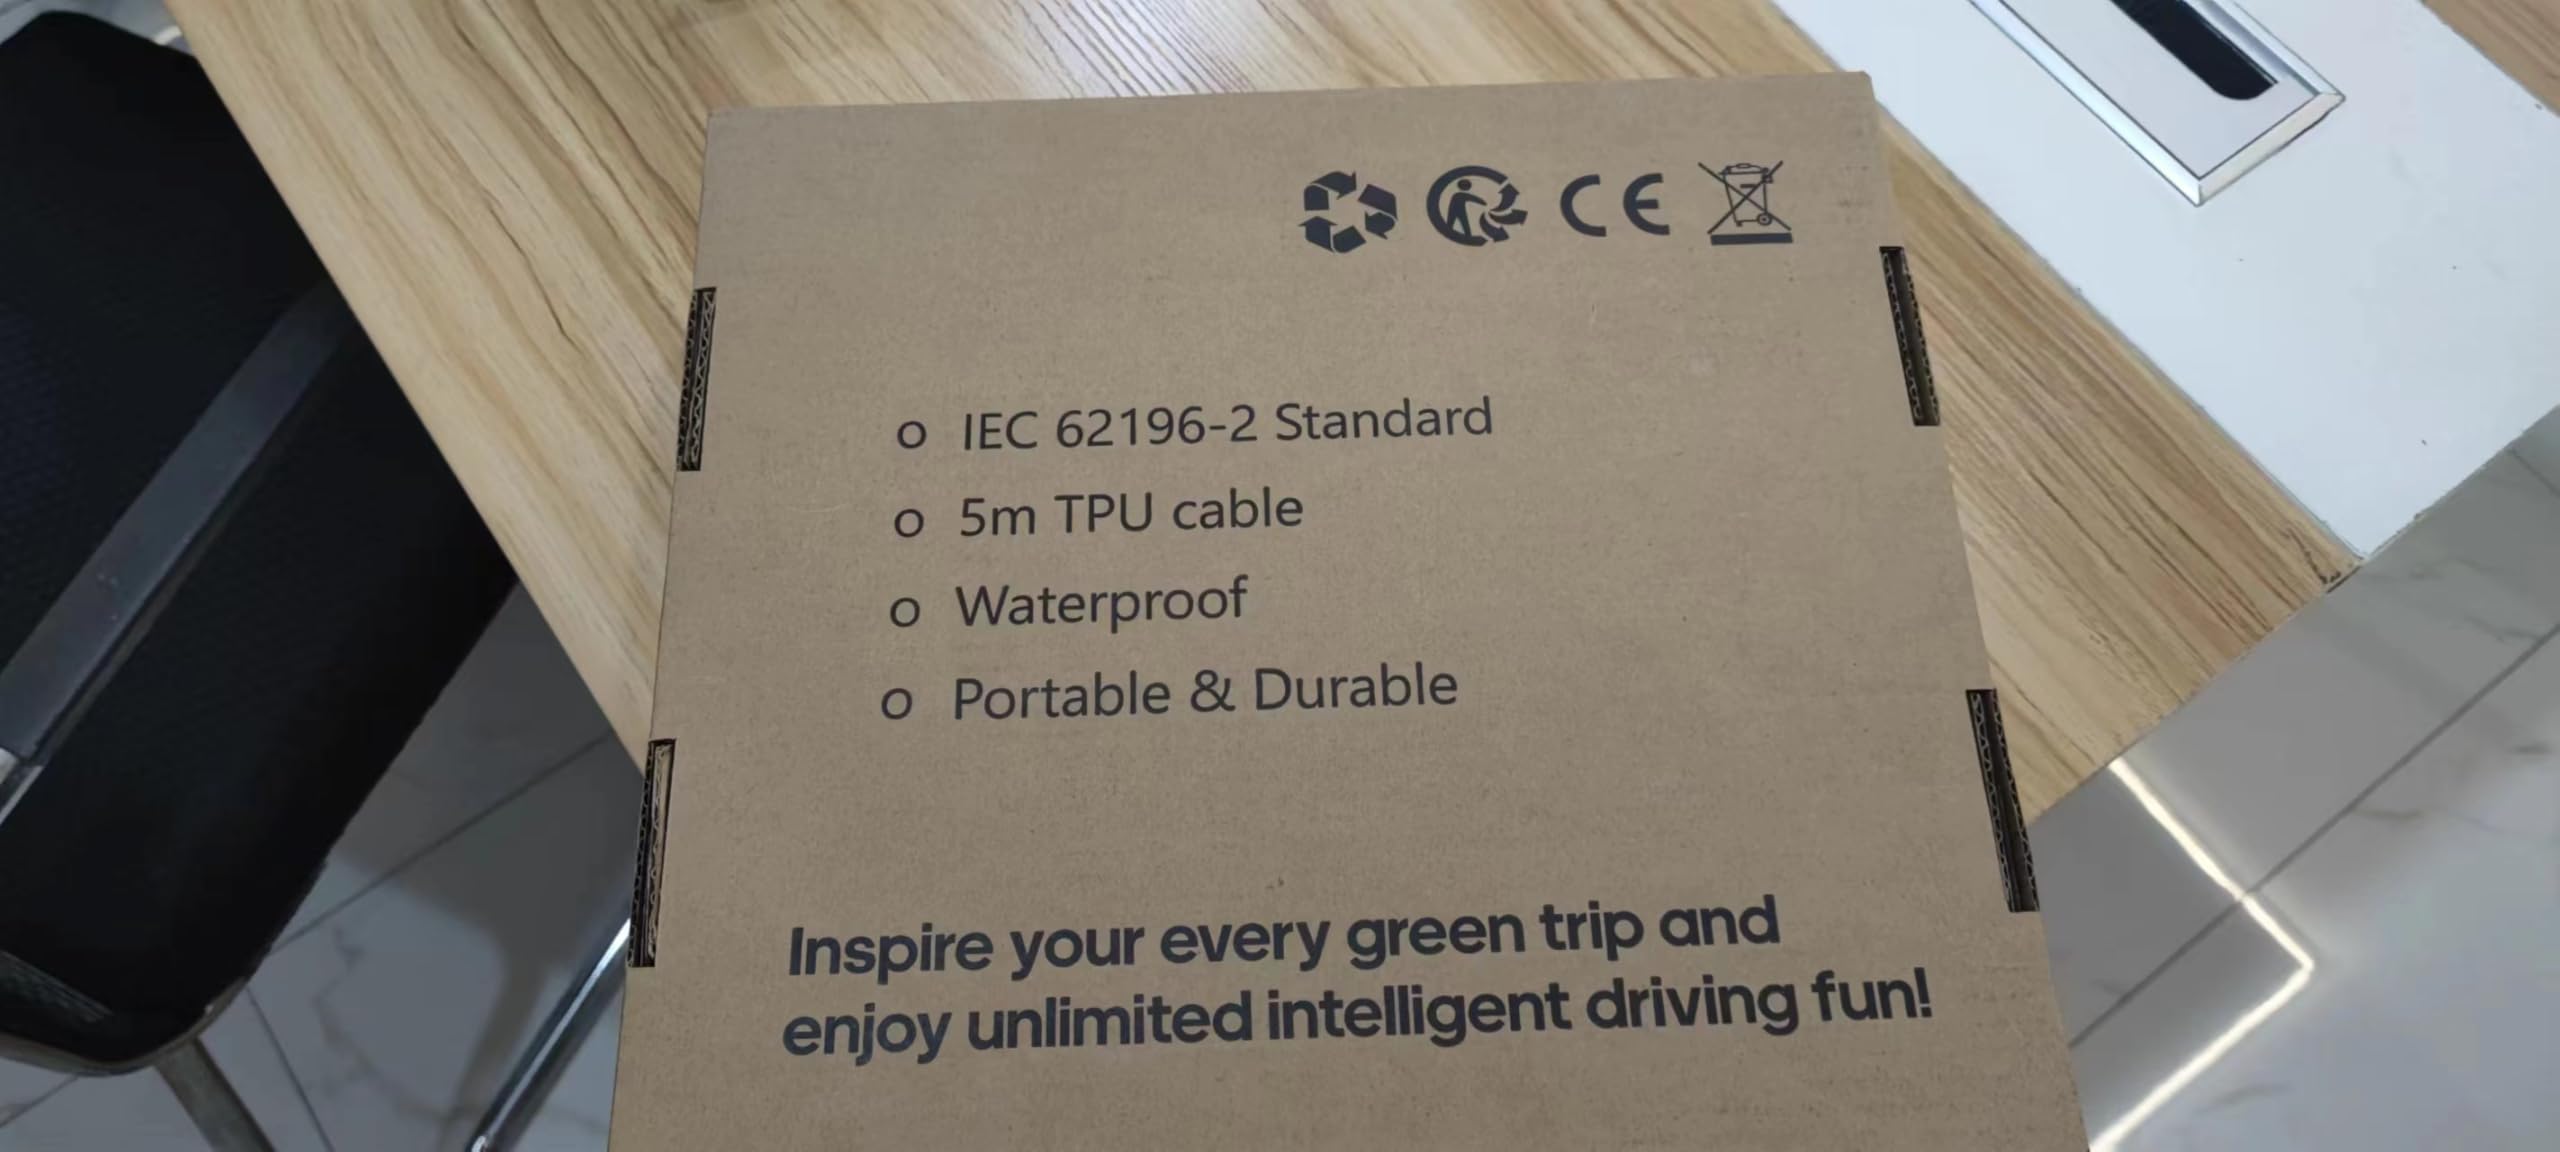 CE
o IEC 62196-2 Standard
o 5m TPU cable
o Waterproof
o Portable & Durable
Inspire your every green trip and
enjoy unlimited intelligent driving fun!